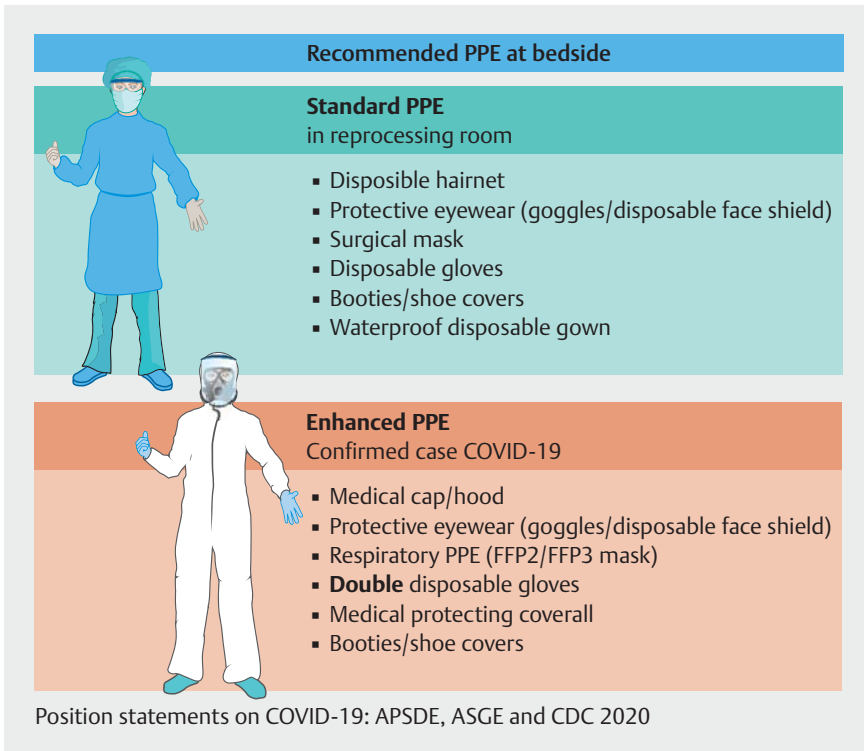 Recommended PPE at bedside
Standard PPE
in reprocessing room
▪ Disposible hairnet
▪ Protective eyewear (goggles/disposable face shield)
▪ Surgical mask
▪ Disposable gloves
▪ Booties/shoe covers
▪ Waterproof disposable gown
Enhanced PPE
Confirmed case COVID-19
▪ Medical cap/hood
▪ Protective eyewear (goggles/disposable face shield)
▪ Respiratory PPE (FFP2/FFP3 mask)
▪ Double disposable gloves
▪ Medical protecting coverall
▪ Booties/shoe covers
Position statements on COVID-19: APSDE, ASGE and CDC 2020